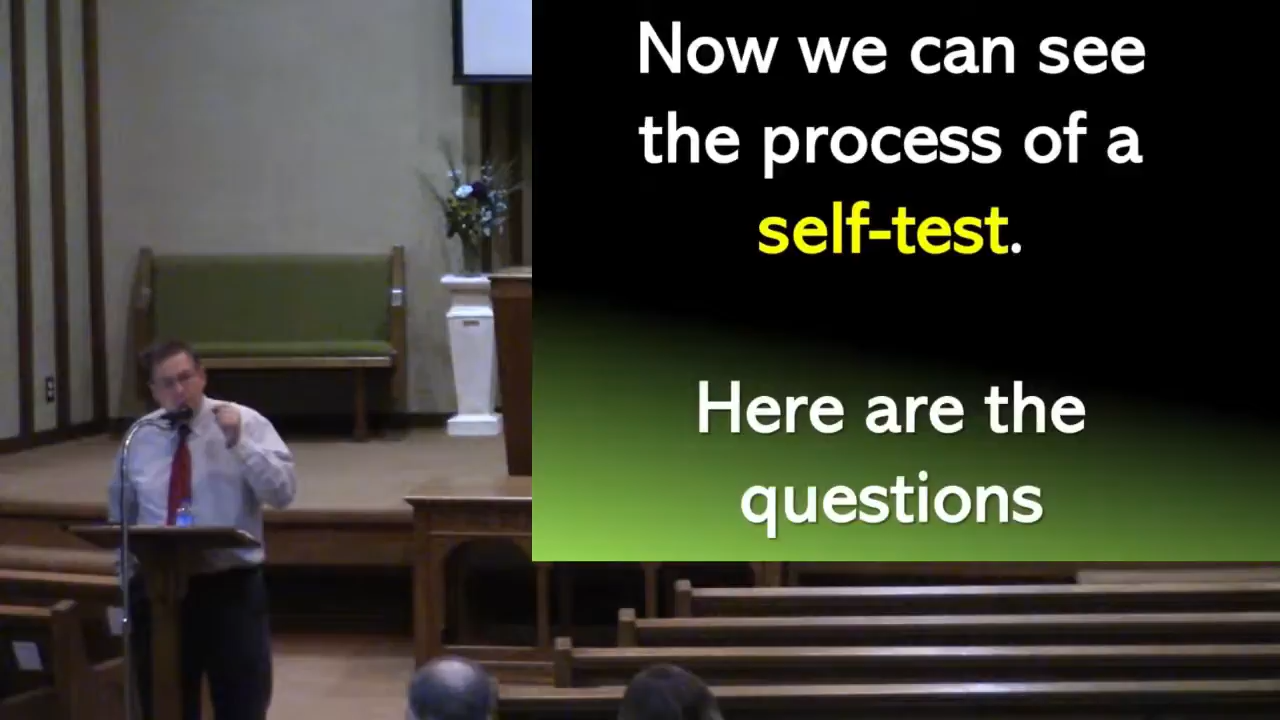 Now we can see
the process of a
self-test.
Here are the
questions